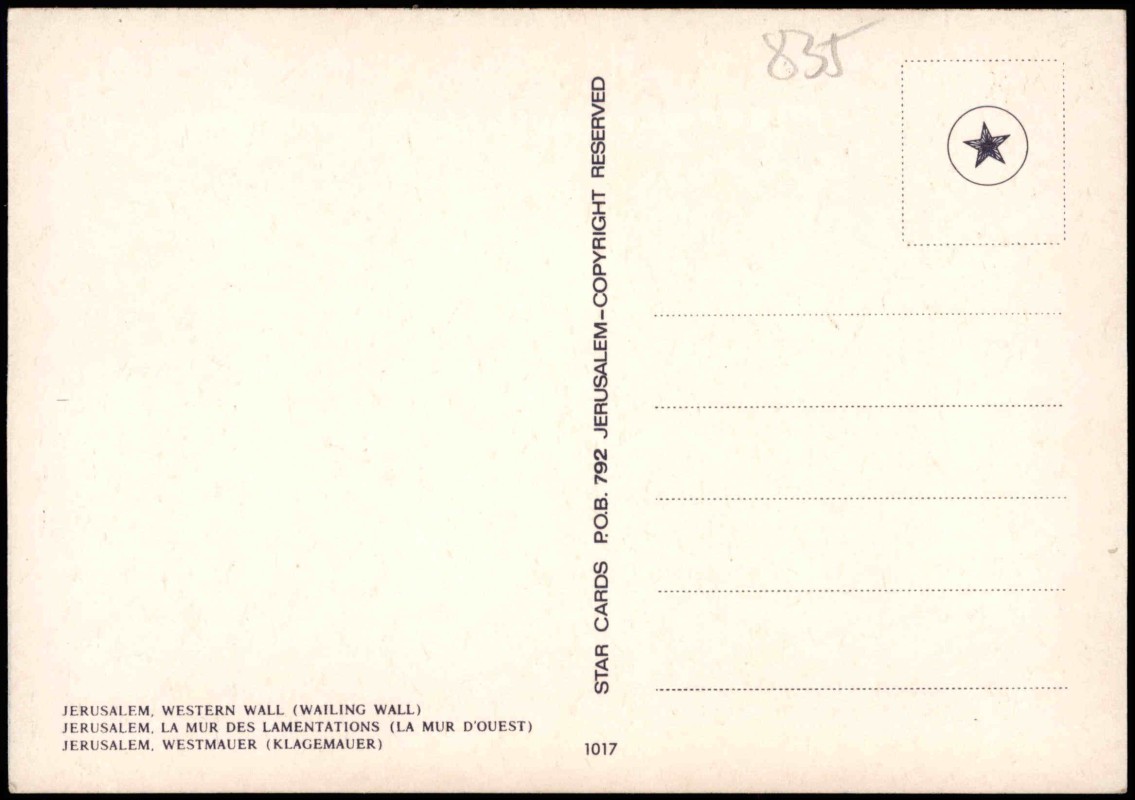 835
STAR CARDS P.O.B. 792 JERUSALEM-COPYRIGHT RESERVED
JERUSALEM, WESTERN WALL (WAILING WALL)
JERUSALEM, LA MUR DES LAMENTATIONS (LA MUR D'OUEST)
JERUSALEM, WESTMAUER (KLAGEMAUER)
1017